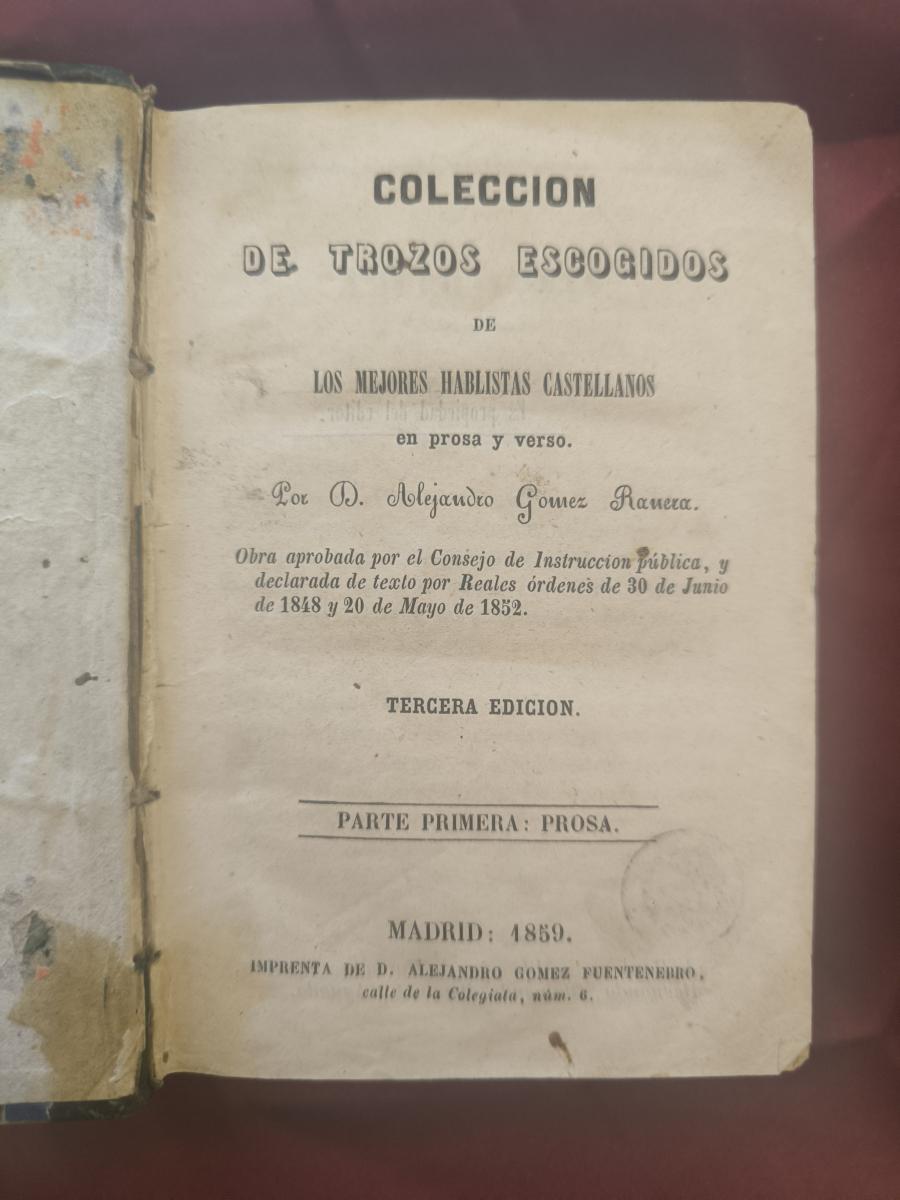 COLECCION
DE TROZOS ESCOGIDOS
DE
LOS MEJORES HABLISTAS CASTELLANOS
en prosa y verso.
Por D. Alejandro Gomez Ranera.
Obra aprobada por el Consejo de Instruccion pública, y
declarada de texto por Reales órdenes de 30 de Junio
de 1848 y 20 de Mayo de 1852.
TERCERA EDICION.
PARTE PRIMERA: PROSA.
MADRID: 1859.
IMPRENTA DE D. ALEJANDRO GOMEZ FUENTENEBRO,
calle de la Colegiata, núm. 6.